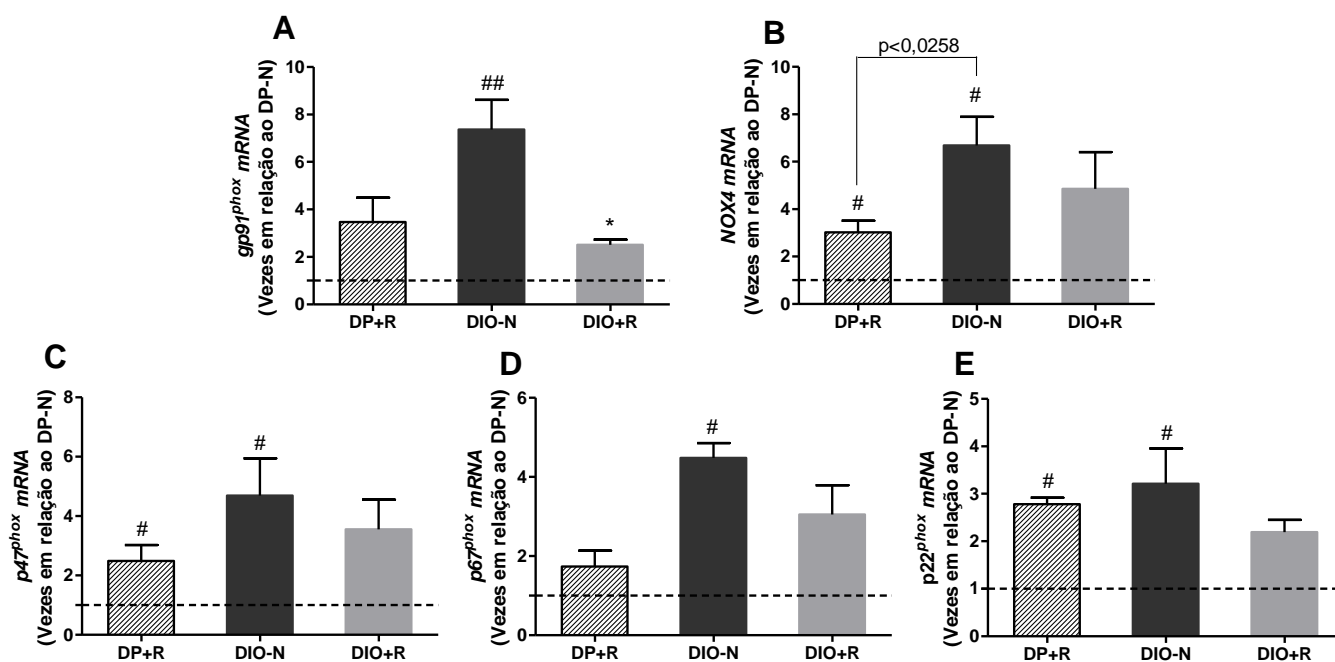 A
gp91phox mRNA
(Vezes em relação ao DP-N)
10
8
6
4
2
0
##
*
DP+R
DIO-N
DIO+R
B
p<0,0258
NOX4 mRNA
(Vezes em relação ao DP-N)
10
8
6
4
2
0
#
#
DP+R
DIO-N
DIO+R
C
p47phox mRNA
(Vezes em relação ao DP-N)
8
6
4
2
0
#
#
DP+R
DIO-N
DIO+R
D
p67phox mRNA
(Vezes em relação ao DP-N)
6
4
2
0
#
DP+R
DIO-N
DIO+R
E
p22phox mRNA
(Vezes em relação ao DP-N)
5
4
3
2
1
0
#
#
DP+R
DIO-N
DIO+R